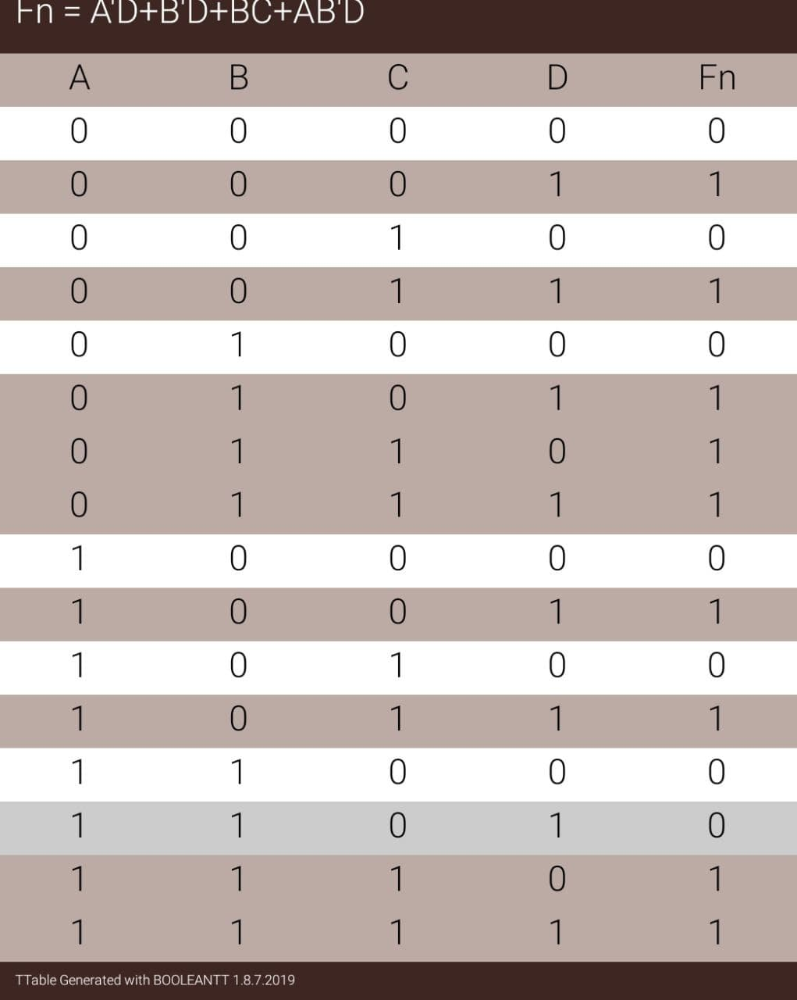 Fn = A'D+B'D+BC+AB'D
A B C D Fn
0 0 0 0 0
0 0 0 1 1
0 0 1 0 0
0 0 1 1 1
0 1 0 0 0
0 1 0 1 1
0 1 1 0 1
0 1 1 1 1
1 0 0 0 0
1 0 0 1 1
1 0 1 0 0
1 0 1 1 1
1 1 0 0 0
1 1 0 1 0
1 1 1 0 1
1 1 1 1 1
TTable Generated with BOOLEANTT 1.8.7.2019